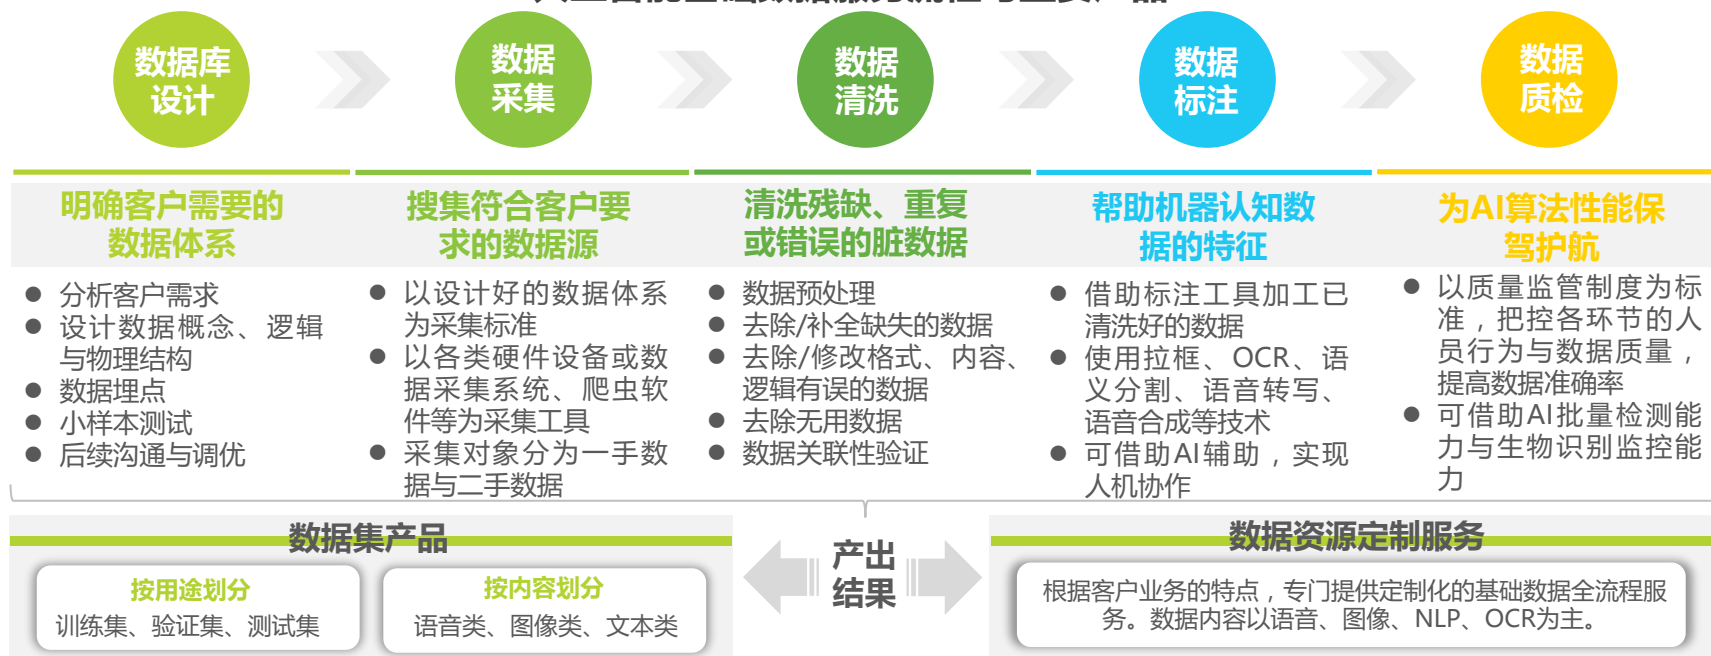 数据库
设计
数据
采集
数据
清洗
数据
标注
数据
质检
明确客户需要的
数据体系
搜集符合客户要
求的数据源
清洗残缺、重复
或错误的脏数据
帮助机器认知数
据的特征
为AI算法性能保
驾护航
● 分析客户需求
● 设计数据概念、逻辑
与物理结构
● 数据埋点
● 小样本测试
● 后续沟通与调优
● 以设计好的数据体系
为采集标准
● 以各类硬件设备或数
据采集系统、爬虫软
件等为采集工具
● 采集对象分为一手数
据与二手数据
● 数据预处理
● 去除/补全缺失的数据
● 去除/修改格式、内容、
逻辑有误的数据
● 去除无用数据
● 数据关联性验证
● 借助标注工具加工已
清洗好的数据
● 使用拉框、OCR、语
义分割、语音转写、
语音合成等技术
● 可借助AI辅助，实现
人机协作
● 以质量监管制度为标
准，把控各环节的人
员行为与数据质量，
提高数据准确率
● 可借助AI批量检测能
力与生物识别监控能
力
数据集产品
按用途划分
训练集、验证集、测试集
按内容划分
语音类、图像类、文本类
产出
结果
数据资源定制服务
根据客户业务的特点，专门提供定制化的基础数据全流程服
务。数据内容以语音、图像、NLP、OCR为主。